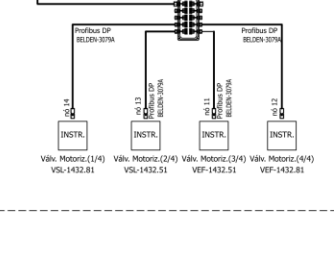 Profibus DP
BELDEN-3079A
Profibus DP
BELDEN-3079A
nó 14
nó 13
Profibus DP
BELDEN-3079A
nó 11
Profibus DP
BELDEN-3079A
nó 12
INSTR.
INSTR.
INSTR.
INSTR.
Válv. Motoriz.(1/4)
VSL-1432.81
Válv. Motoriz.(2/4)
VSL-1432.51
Válv. Motoriz.(3/4)
VEF-1432.51
Válv. Motoriz.(4/4)
VEF-1432.81